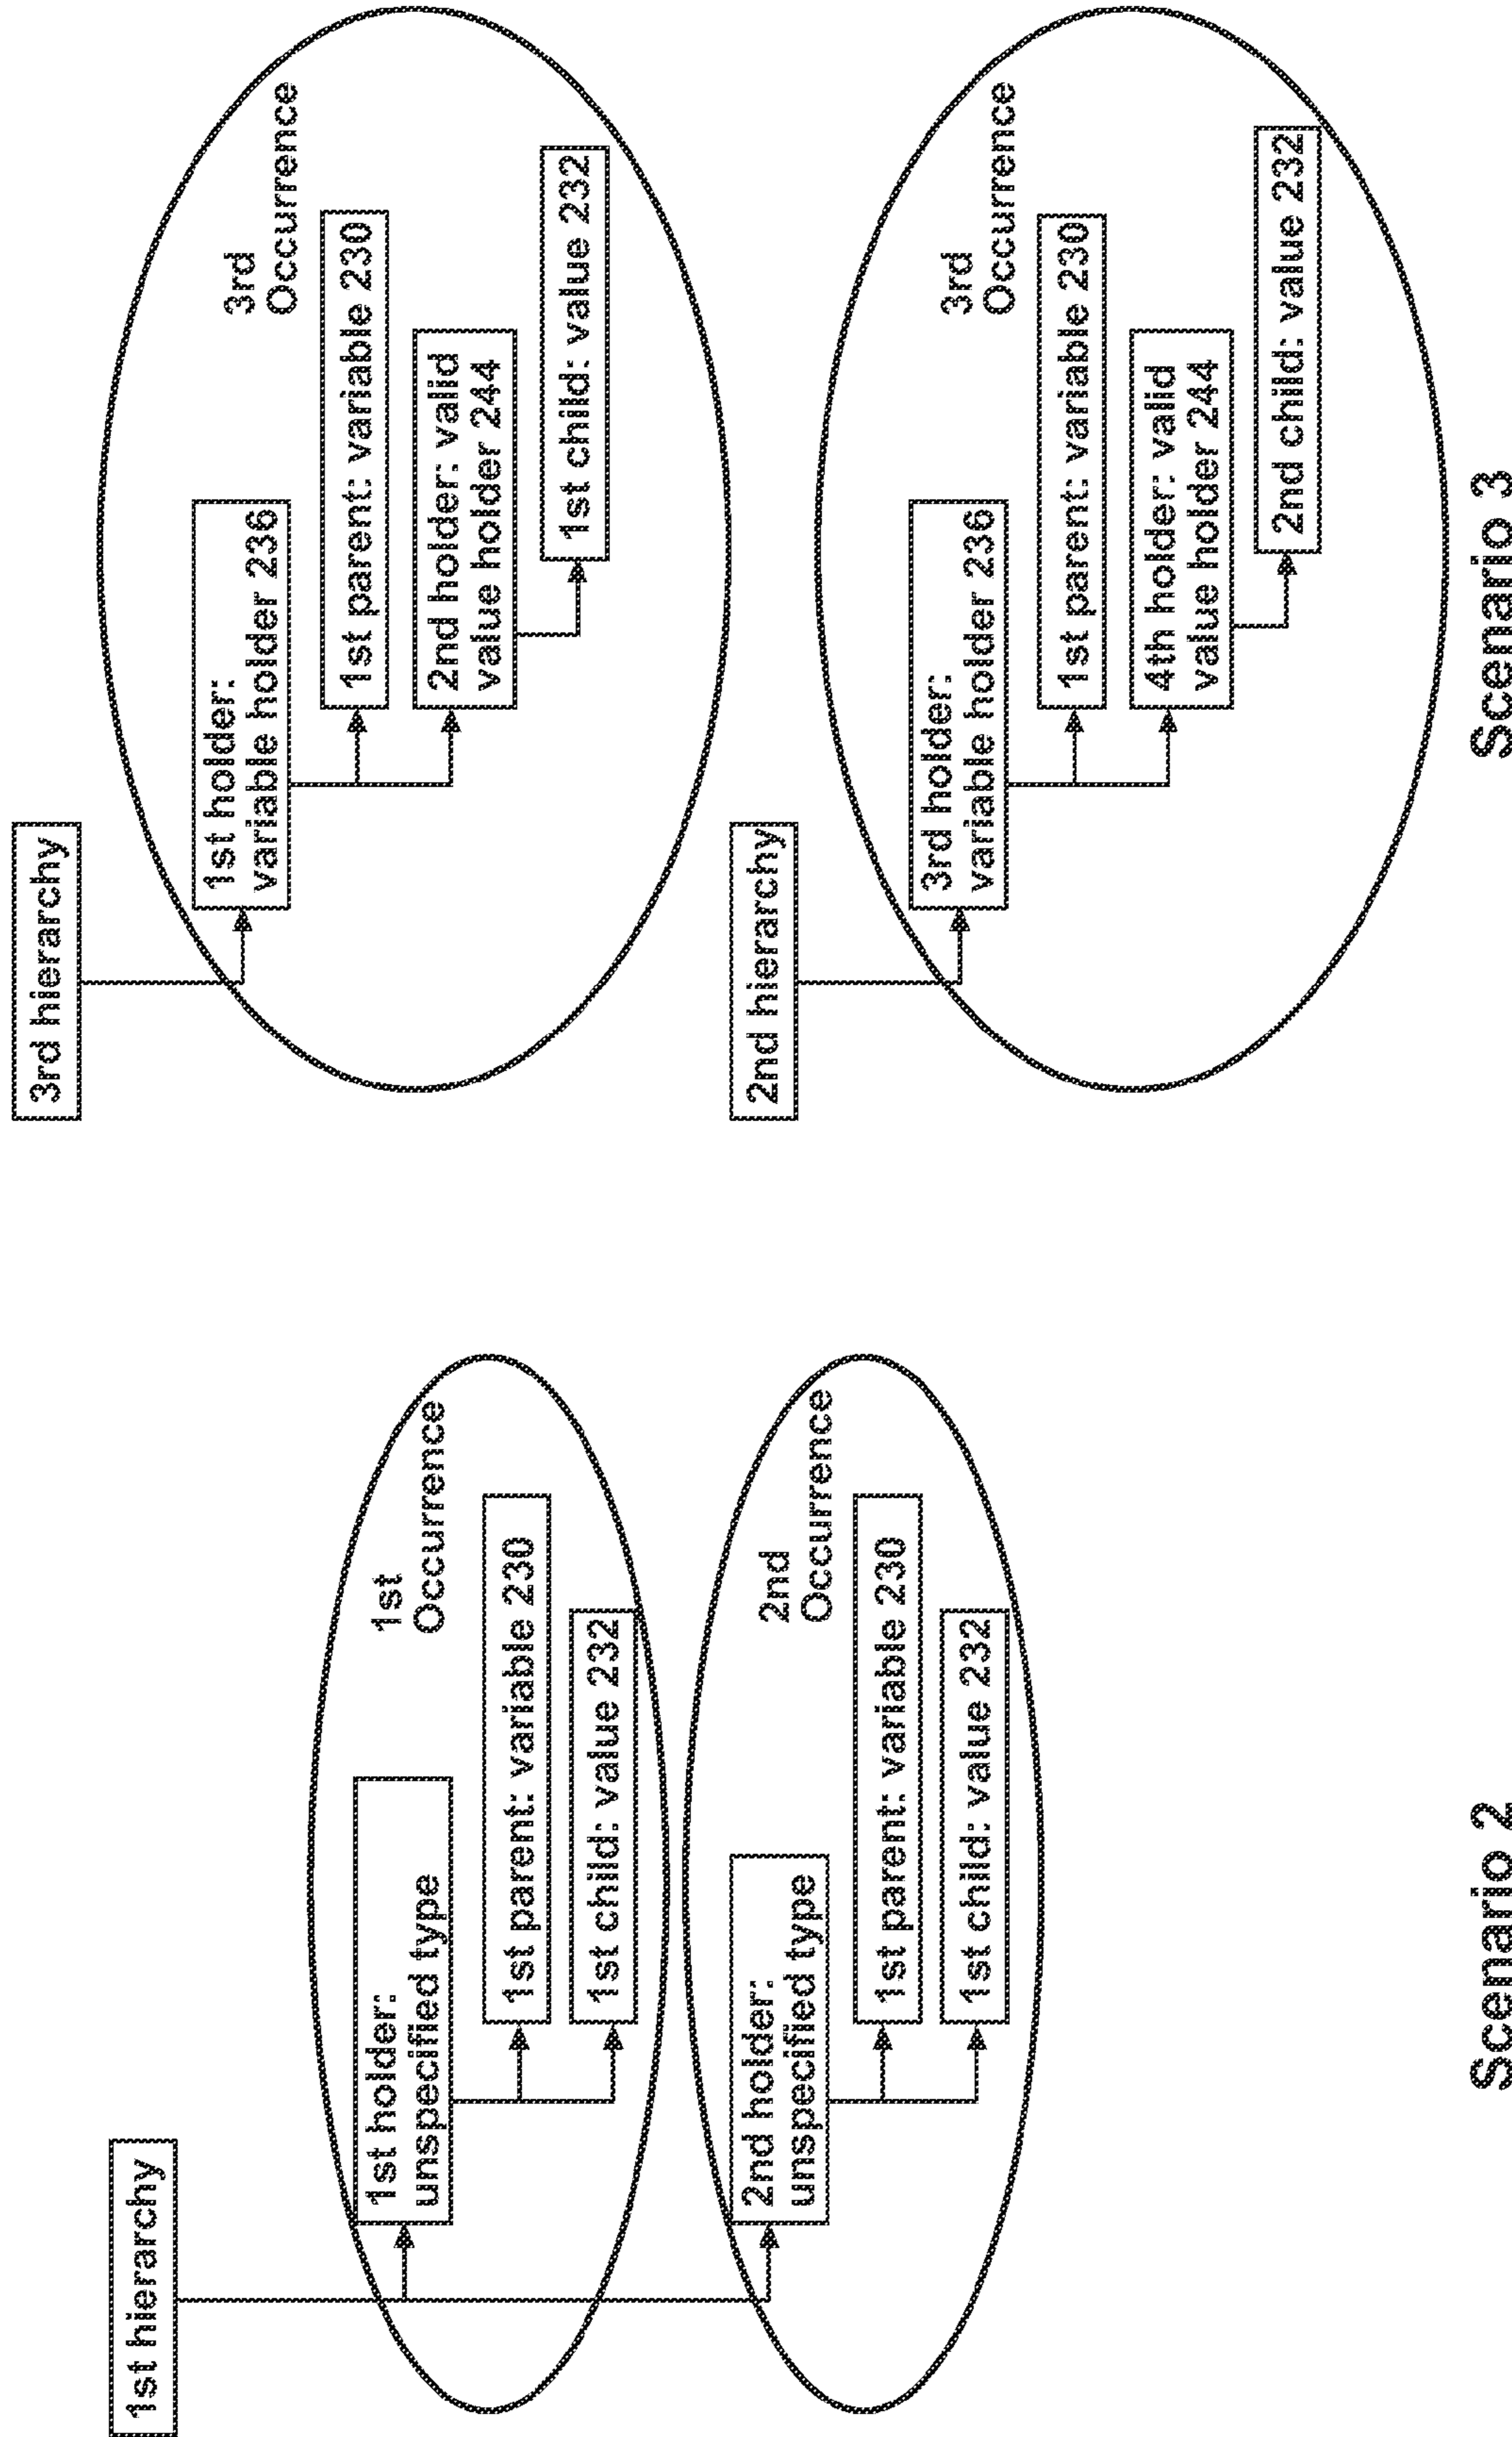 1st hierarchy
1st holder:
unspecified type
1st
Occurrence
1st parent: variable 230
1st child: value 232
2nd holder:
unspecified type
2nd
Occurrence
1st parent: variable 230
1st child: value 232
Scenario 2
3rd hierarchy
1st holder:
variable holder 236
3rd
Occurrence
1st parent: variable 230
2nd holder: valid
value holder 244
1st child: value 232
2nd hierarchy
3rd holder:
variable holder 236
3rd
Occurrence
1st parent: variable 230
4th holder: valid
value holder 244
2nd child: value 232
Scenario 3